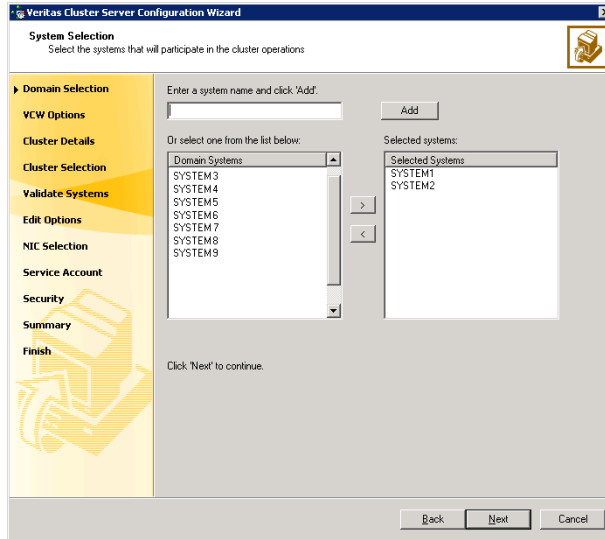 Veritas Cluster Server Configuration Wizard
System Selection
Select the systems that will participate in the cluster operations
Domain Selection
VCW Options
Cluster Details
Cluster Selection
Validate Systems
Edit Options
NIC Selection
Service Account
Security
Summary
Finish
Enter a system name and click 'Add'.
Add
Or select one from the list below:
Domain Systems
SYSTEM3
SYSTEM4
SYSTEM5
SYSTEM6
SYSTEM7
SYSTEM8
SYSTEM9
>
<
Selected systems:
Selected Systems
SYSTEM1
SYSTEM2
Click 'Next' to continue.
Back
Next
Cancel